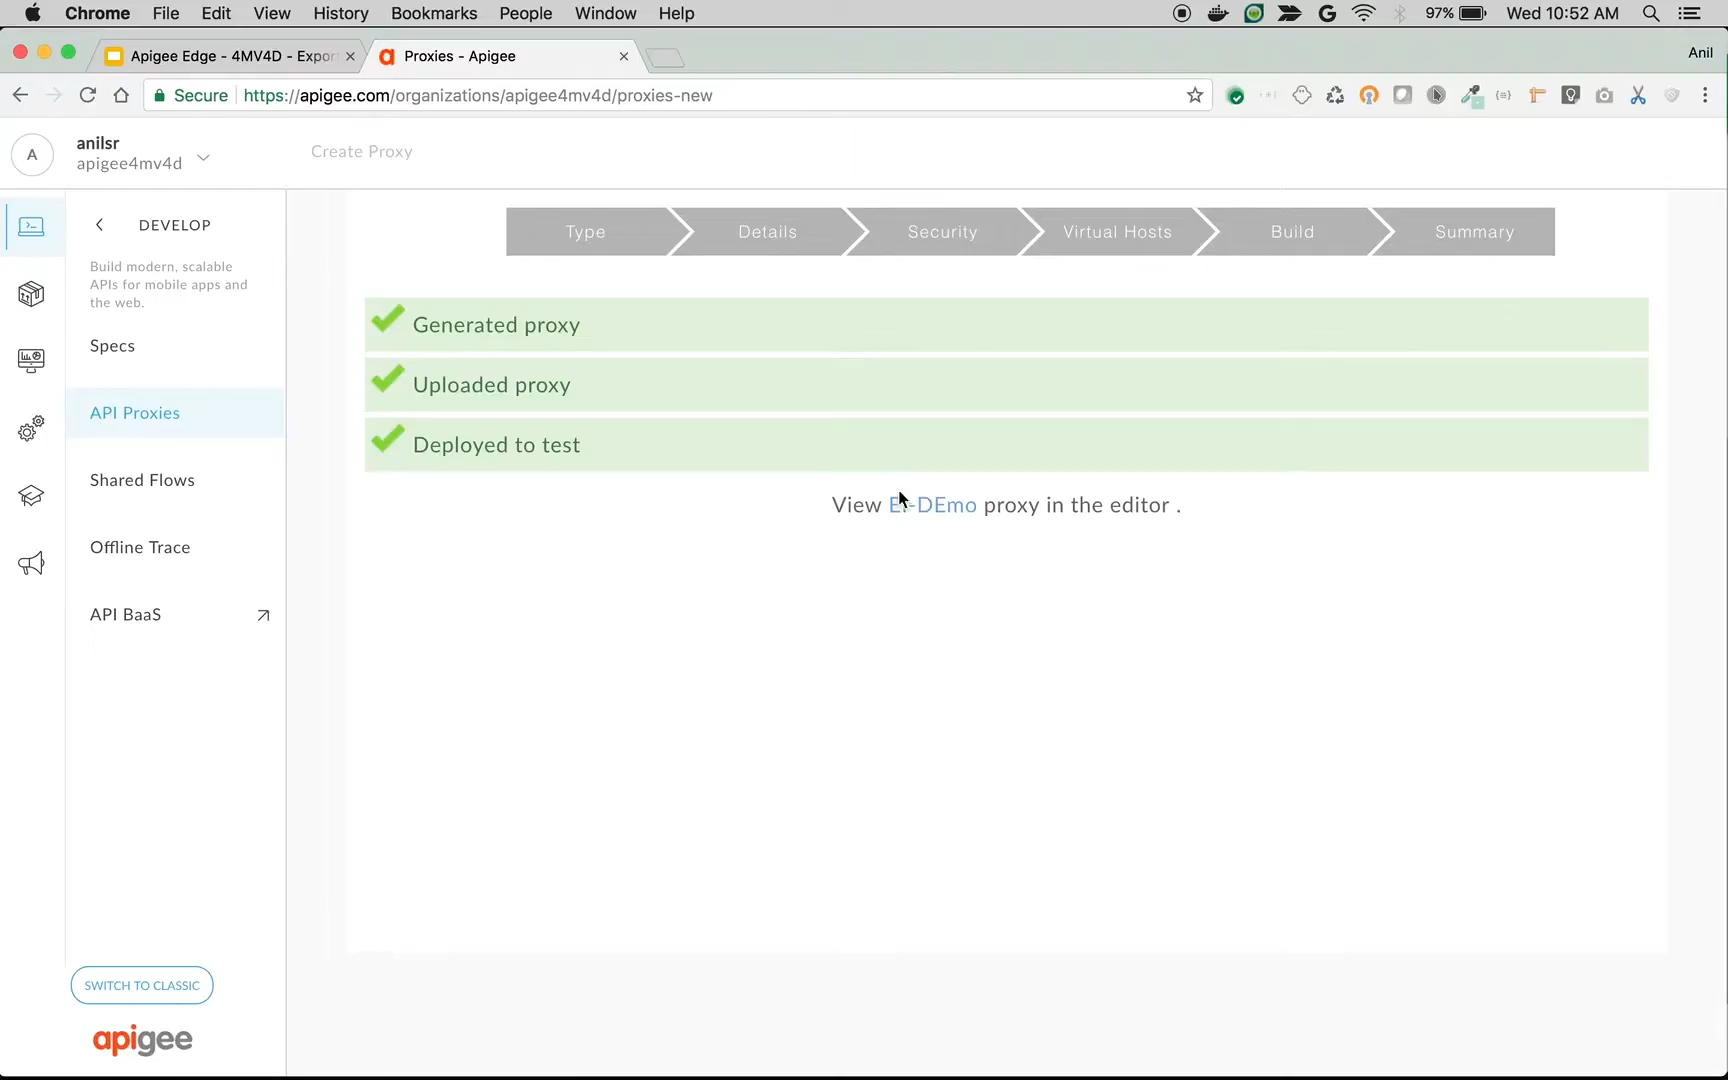 Chrome File Edit View History Bookmarks People Window Help 97% Wed 10:52 AM
Apigee Edge - 4MV4D - Expor Proxies - Apigee Anil
Secure https://apigee.com/organizations/apigee4mv4d/proxies-new
A anilsr
apigee4mv4d
Create Proxy
DEVELOP
Build modern, scalable
APIs for mobile apps and
the web.
Specs
API Proxies
Shared Flows
Offline Trace
API BaaS
SWITCH TO CLASSIC
apigee
Type Details Security Virtual Hosts Build Summary
Generated proxy
Uploaded proxy
Deployed to test
View proxy in the editor .